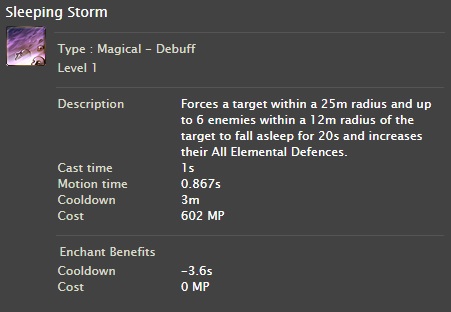 Sleeping Storm
Type : Magical - Debuff
Level 1
Description Forces a target within a 25m radius and up
to 6 enemies within a 12m radius of the
target to fall asleep for 20s and increases
their All Elemental Defences.
Cast time 1s
Motion time 0.867s
Cooldown 3m
Cost 602 MP
Enchant Benefits
Cooldown -3.6s
Cost 0 MP